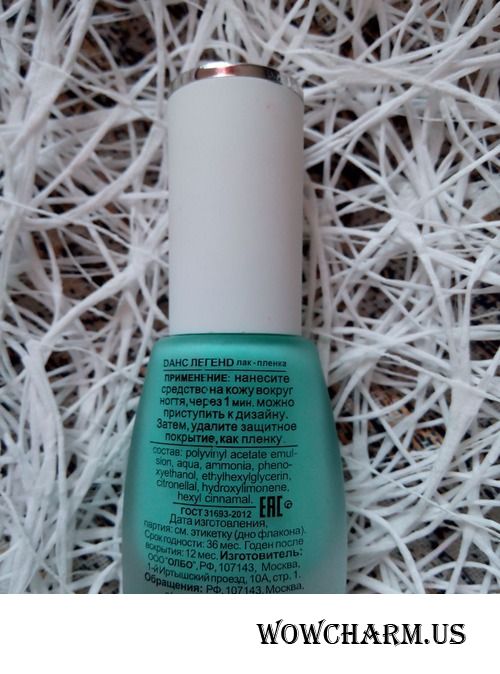 DАНС ЛЕГЕНD лак-пленка
ПРИМЕНЕНИЕ: нанесите
средство на кожу вокруг
ногтя, через 1 мин. можно
приступить к дизайну.
Затем, удалите защитное
покрытие, как пленку.
состав: polyvinyl acetate emul-
sion, aqua, ammonia, pheno-
xyethanol, ethylhexylglycerin,
citronellal, hydroxylimonene,
hexyl cinnamal.
ГОСТ 31693-2012 EAC
Дата изготовления,
партия: см. этикетку (дно флакона).
Срок годности: 36 мес. Годен после
вскрытия: 12 мес. Изготовитель:
ООО "ОЛБО", РФ, 107143, Москва,
1-й Иртышский проезд, 10А, стр. 1.
Обращения: РФ, 107143, Москва,
WOWCHARM.US